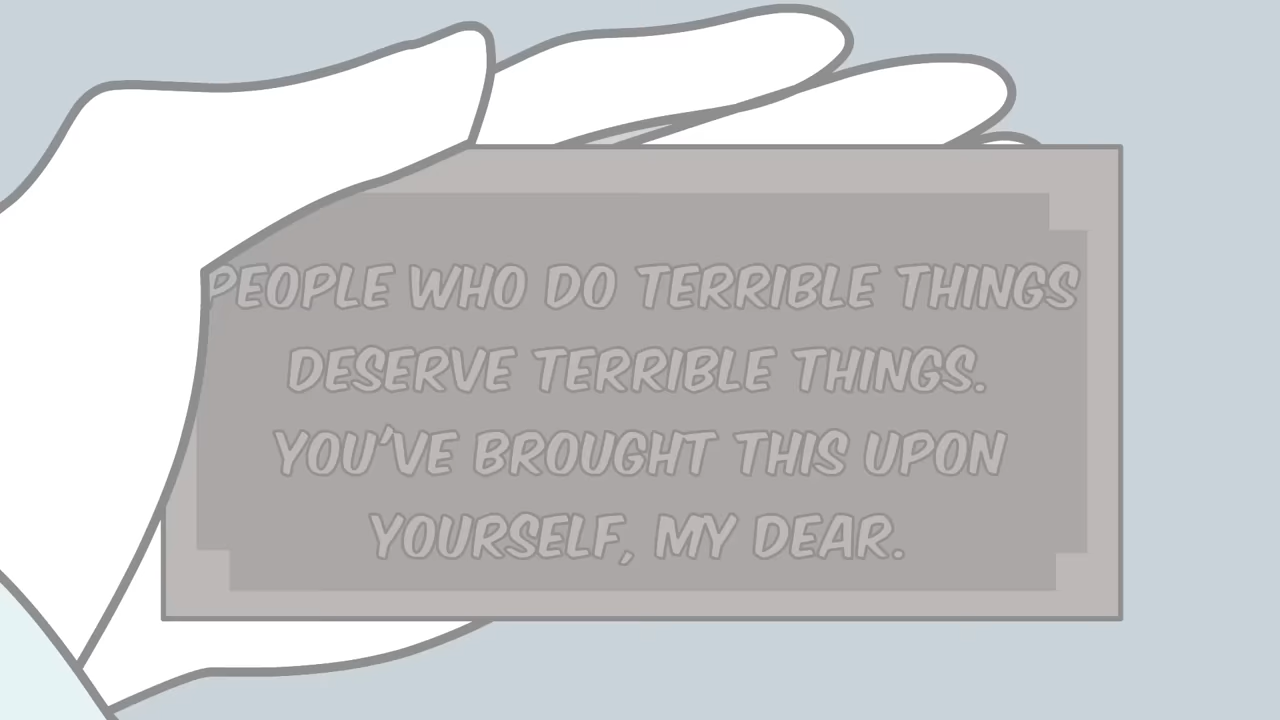 PEOPLE WHO DO TERRIBLE THINGS
DESERVE TERRIBLE THINGS.
YOU'VE BROUGHT THIS UPON
YOURSELF, MY DEAR.